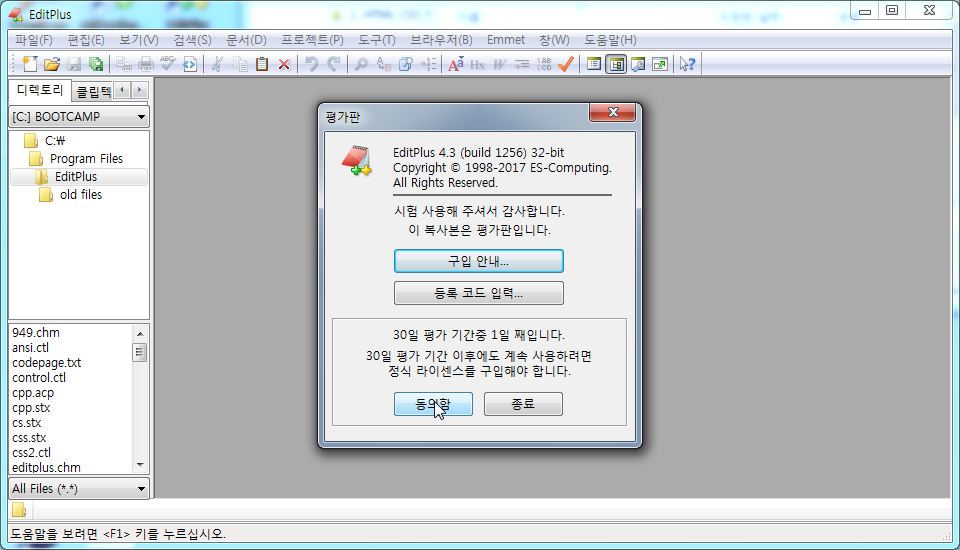 EditPlus
파일(F) 편집(E) 보기(V) 검색(S) 문서(D) 프로젝트(P) 도구(T) 브라우저(B) Emmet 창(W) 도움말(H)
디렉토리 클립텍
[C:] BOOTCAMP
C:\
Program Files
EditPlus
old files
949.chm
ansi.ctl
codepage.txt
control.ctl
cpp.acp
cpp.stx
cs.stx
css.stx
css2.ctl
editplus.chm
All Files (*.*)
평가판
EditPlus 4.3 (build 1256) 32-bit
Copyright © 1998-2017 ES-Computing.
All Rights Reserved.
시험 사용해 주셔서 감사합니다.
이 복사본은 평가판입니다.
구입 안내...
등록 코드 입력...
30일 평가 기간중 1일 째입니다.
30일 평가 기간 이후에도 계속 사용하려면
정식 라이센스를 구입해야 합니다.
동의함 종료
도움말을 보려면 <F1> 키를 누르십시오.